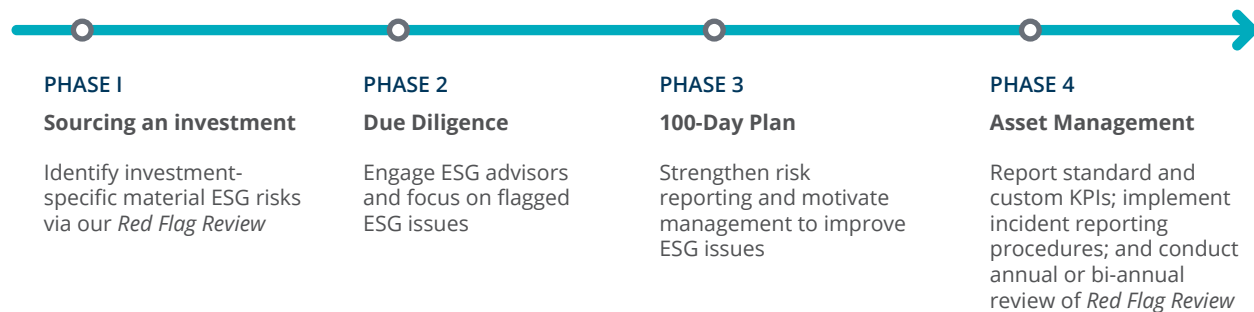 PHASE I
Sourcing an investment
Identify investment-
specific material ESG risks
via our Red Flag Review
PHASE 2
Due Diligence
Engage ESG advisors
and focus on flagged
ESG issues
PHASE 3
100-Day Plan
Strengthen risk
reporting and motivate
management to improve
ESG issues
PHASE 4
Asset Management
Report standard and
custom KPIs; implement
incident reporting
procedures; and conduct
annual or bi-annual
review of Red Flag Review